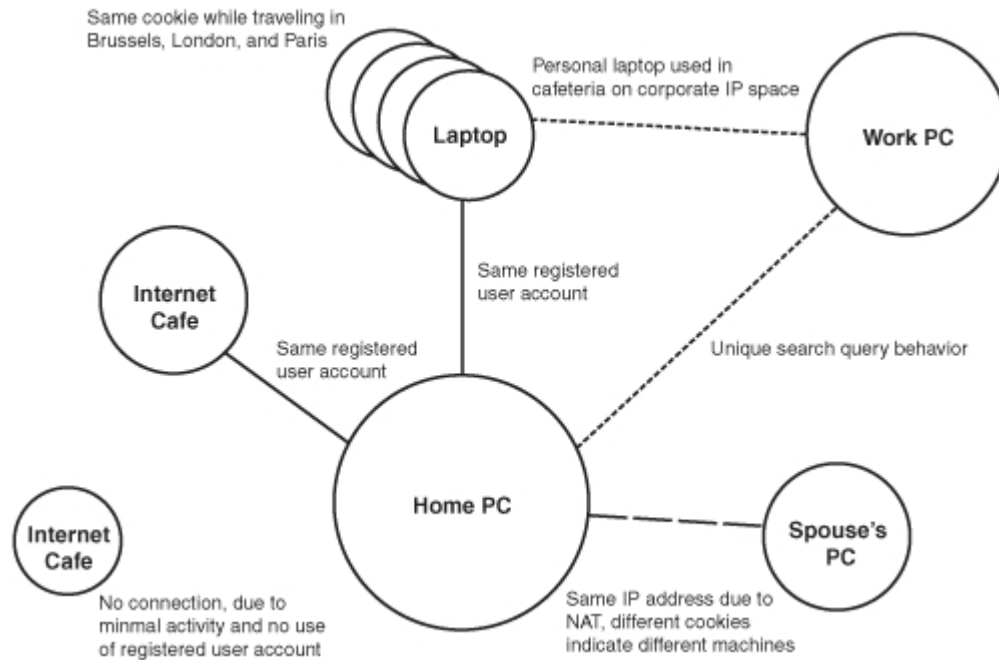 Same cookie while traveling in
Brussels, London, and Paris
Personal laptop used in
cafeteria on corporate IP space
Laptop
Work PC
Same registered
user account
Internet
Cafe
Same registered
user account
Unique search query behavior
Home PC
Spouse's
PC
Internet
Cafe
No connection, due to
minmal activity and no use
of registered user account
Same IP address due to
NAT, different cookies
indicate different machines